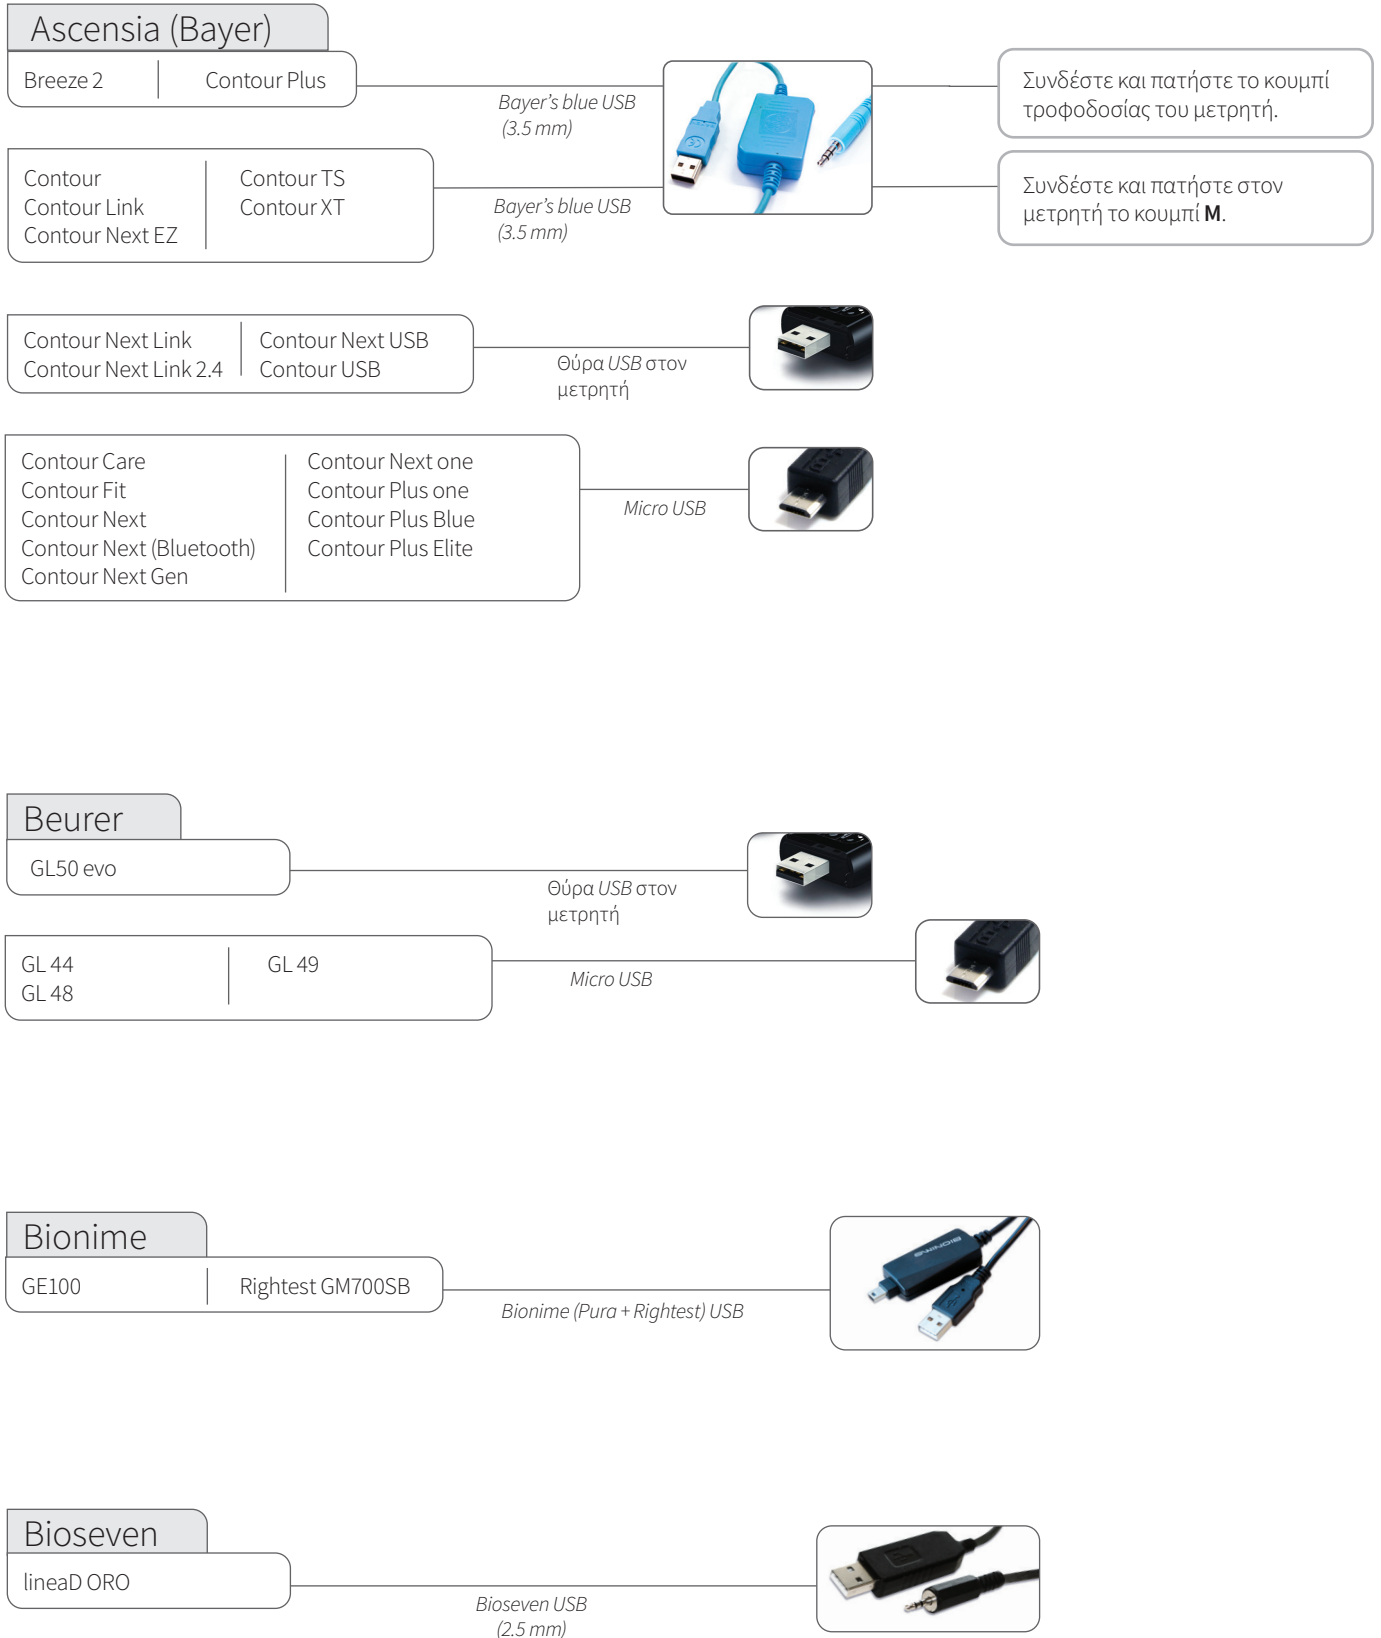 Ascensia (Bayer)
Breeze 2
Contour Plus
Bayer's blue USB
(3.5 mm)
Συνδέστε και πατήστε το κουμπί
τροφοδοσίας του μετρητή.
Contour
Contour Link
Contour Next EZ
Contour TS
Contour XT
Bayer's blue USB
(3.5 mm)
Συνδέστε και πατήστε στον
μετρητή το κουμπί M.
Contour Next Link
Contour Next Link 2.4
Contour Next USB
Contour USB
Θύρα USB στον
μετρητή
Contour Care
Contour Fit
Contour Next
Contour Next (Bluetooth)
Contour Next Gen
Contour Next one
Contour Plus one
Contour Plus Blue
Contour Plus Elite
Micro USB
Beurer
GL50 evo
Θύρα USB στον
μετρητή
GL 44
GL 48
GL 49
Micro USB
Bionime
GE100
Rightest GM700SB
Bionime (Pura + Rightest) USB
BIONIME
Bioseven
lineaD ORO
Bioseven USB
(2.5 mm)